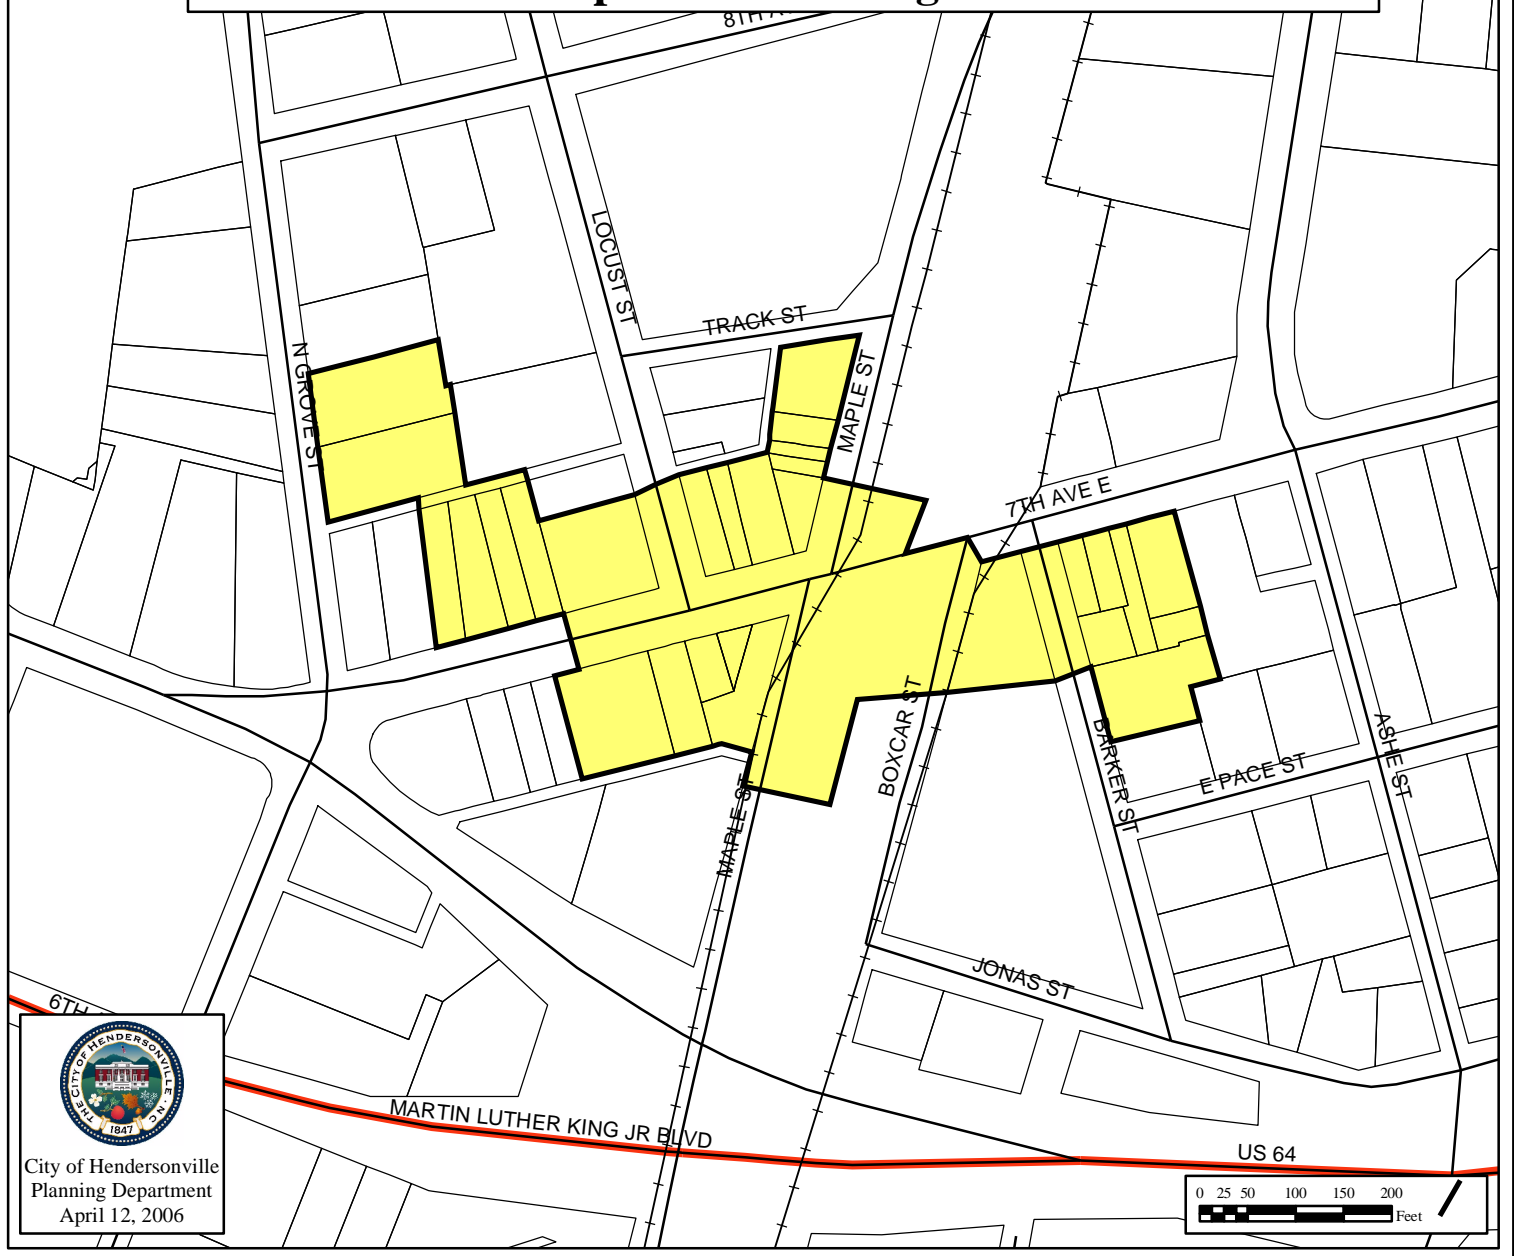 8TH
LOCUST ST
TRACK ST
N GROVE ST
MAPLE ST
7TH AVE E
BOXCAR ST
BARKER ST
ASHE ST
E PACE ST
MAPLE ST
JONAS ST
6TH
MARTIN LUTHER KING JR BLVD
US 64
THE CITY OF HENDERSONVILLE · NC
1847
City of Hendersonville
Planning Department
April 12, 2006
0 25 50 100 150 200
Feet